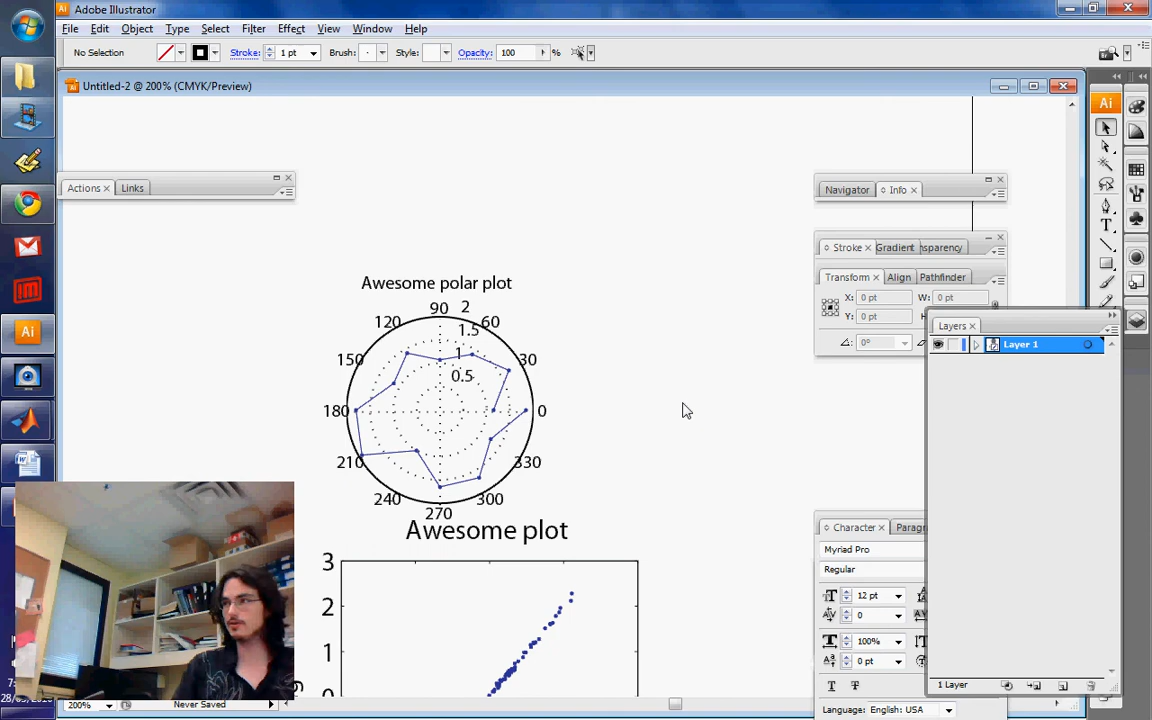 Adobe Illustrator
File Edit Object Type Select Filter Effect View Window Help
No Selection Stroke: 1 pt Brush: Style: Opacity: 100 %
Untitled-2 @ 200% (CMYK/Preview)
Actions Links
Navigator Info
Stroke Gradient nsparency
Transform Align Pathfinder
X: 0 pt W: 0 pt
Y: 0 pt
0°
Layers
Layer 1
1 Layer
Awesome polar plot
90 2
120 60
1.5
150 1 30
0.5
180 0
210 330
240 300
270
Awesome plot
3
2
1
0
Character Paragr
Myriad Pro
Regular
12 pt
0
100%
0 pt
Language: English: USA
200% Never Saved
Ai